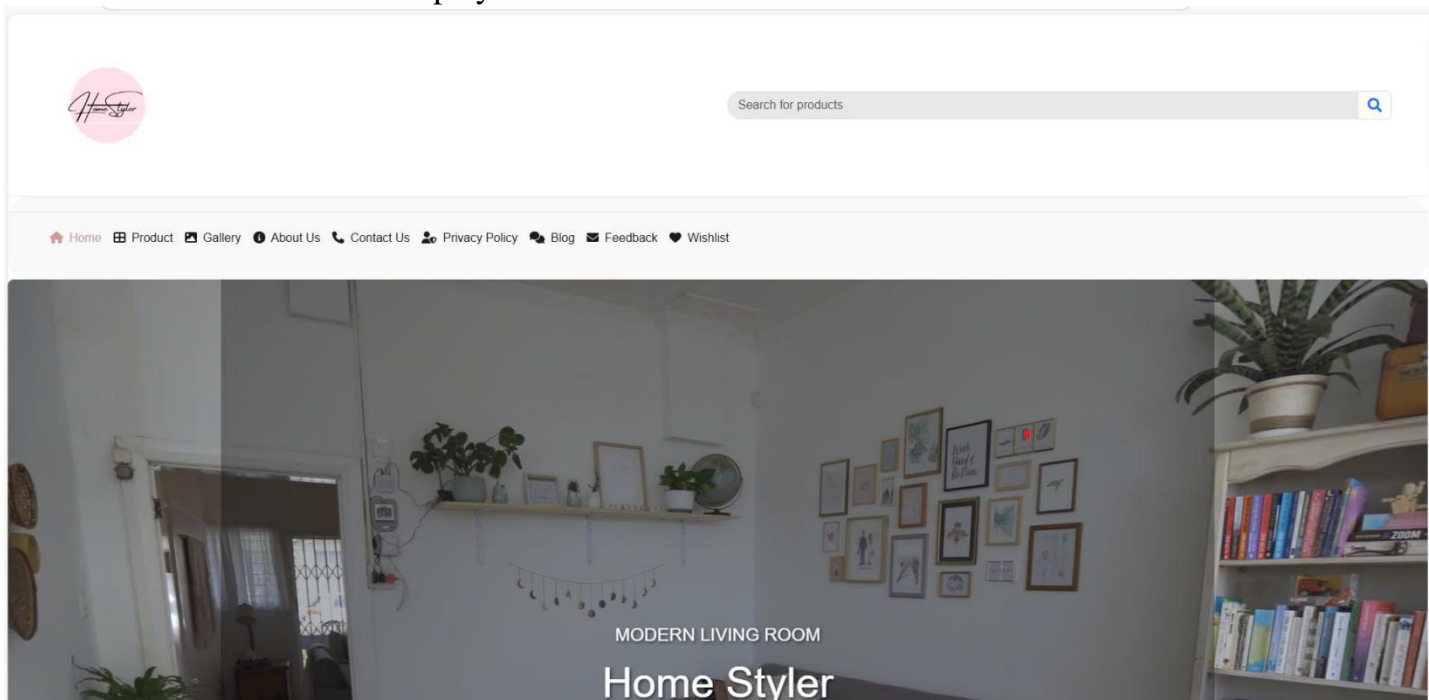 Home Styler
Search for products
Home Product Gallery About Us Contact Us Privacy Policy Blog Feedback Wishlist
ZOOM
MODERN LIVING ROOM
Home Styler